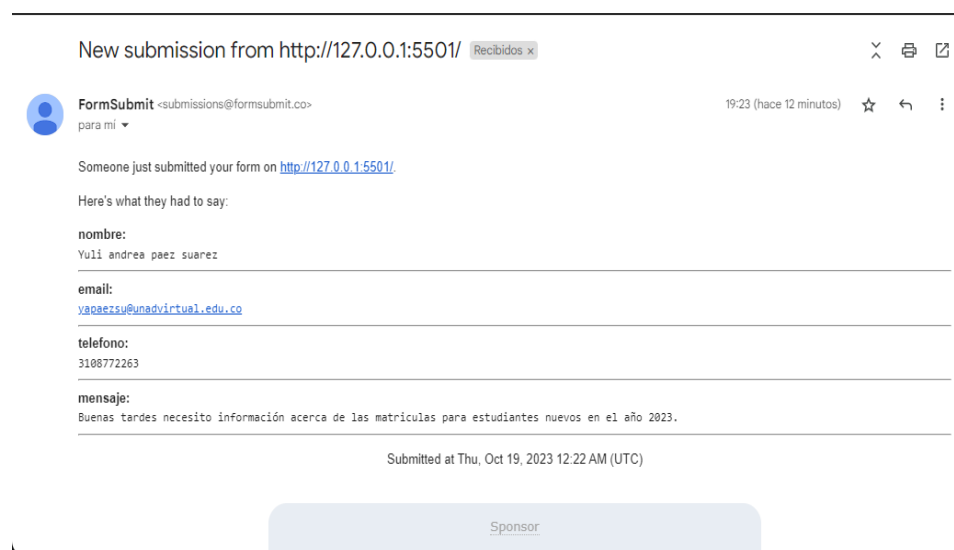 New submission from http://127.0.0.1:5501/ Recibidos x
FormSubmit <submissions@formsubmit.co> 19:23 (hace 12 minutos)
para mí
Someone just submitted your form on http://127.0.0.1:5501/.
Here's what they had to say:
nombre:
Yuli andrea paez suarez
email:
yapaezsu@unadvirtual.edu.co
telefono:
3108772263
mensaje:
Buenas tardes necesito información acerca de las matriculas para estudiantes nuevos en el año 2023.
Submitted at Thu, Oct 19, 2023 12:22 AM (UTC)
Sponsor